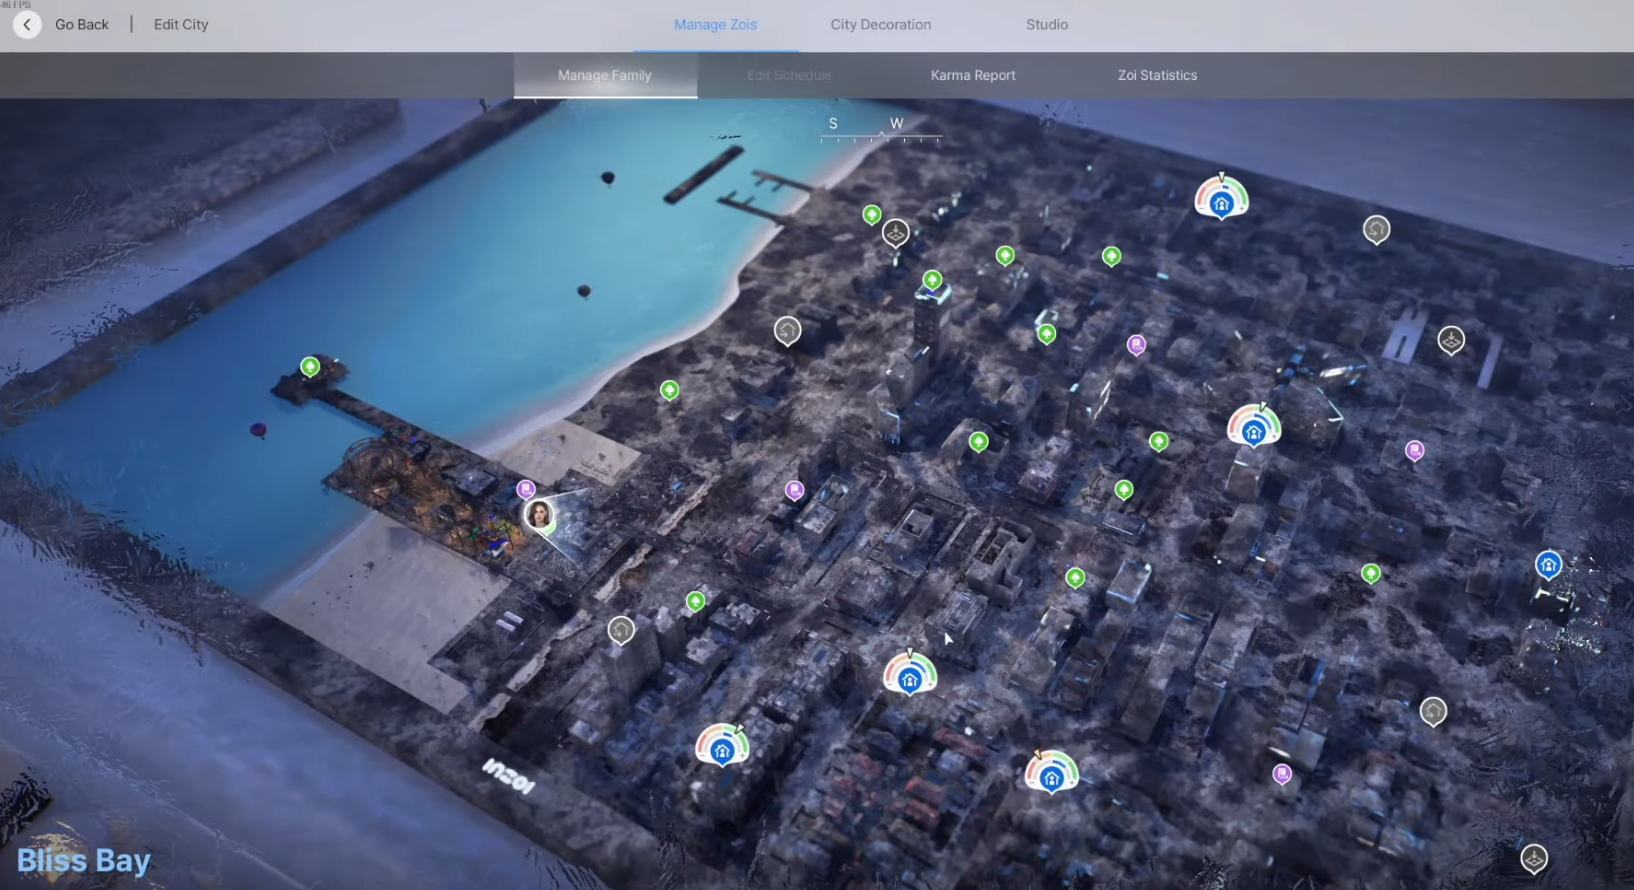 46 FPS
Go Back
Edit City
Manage Zois
City Decoration
Studio
Manage Family
Edit Schedule
Karma Report
Zoi Statistics
S W
INZOI
Bliss Bay